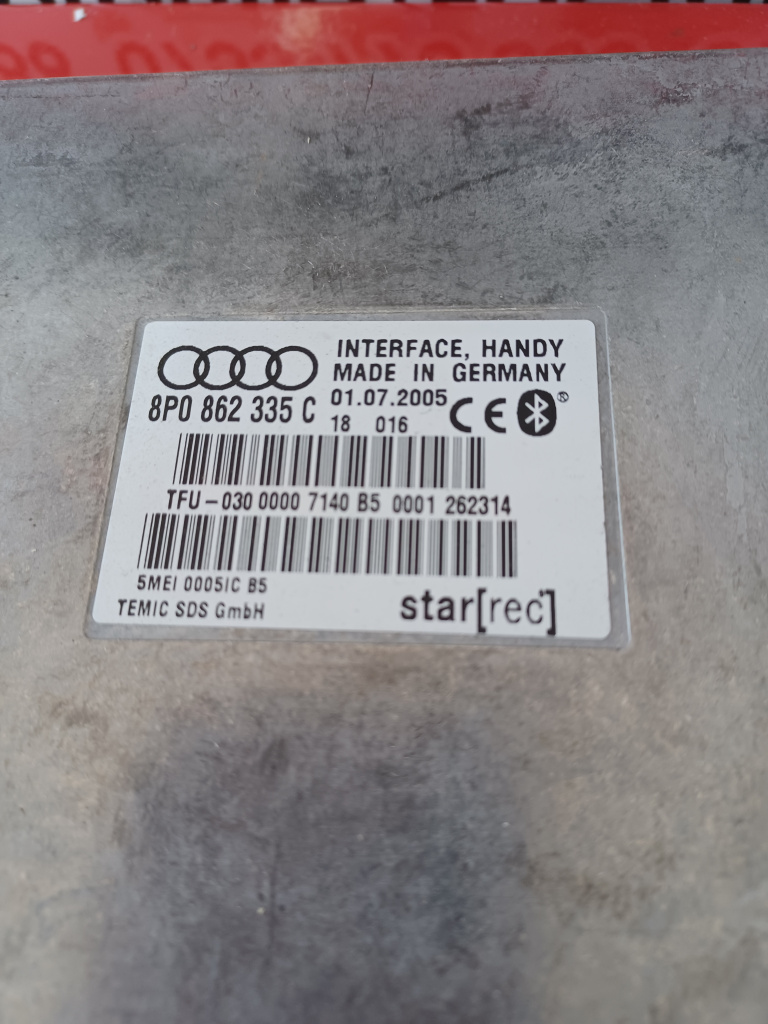 INTERFACE, HANDY
MADE IN GERMANY
8P0 862 335 C
01.07.2005
CE
®
18 016
TFU-030 0000 7140 B5 0001 262314
5MEI 0005IC B5
TEMIC SDS GmbH
star[rec]